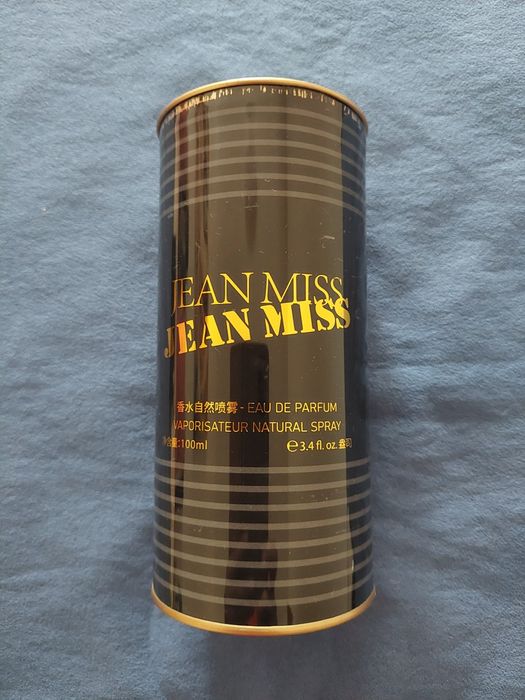 JEAN MISS
JEAN MISS
香水自然喷雾 - EAU DE PARFUM
VAPORISATEUR NATURAL SPRAY
含量:100ml ℮3.4 fl. oz. 盎司